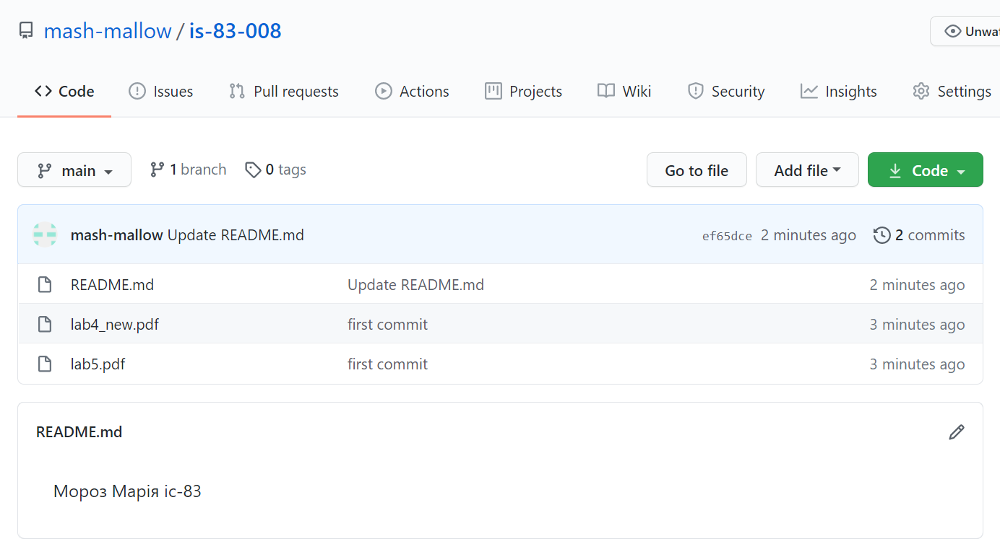 mash-mallow / is-83-008
Unwat
Code Issues Pull requests Actions Projects Wiki Security Insights Settings
main 1 branch 0 tags Go to file Add file Code
mash-mallow Update README.md ef65dce 2 minutes ago 2 commits
README.md Update README.md 2 minutes ago
lab4_new.pdf first commit 3 minutes ago
lab5.pdf first commit 3 minutes ago
README.md
Мороз Марія іс-83